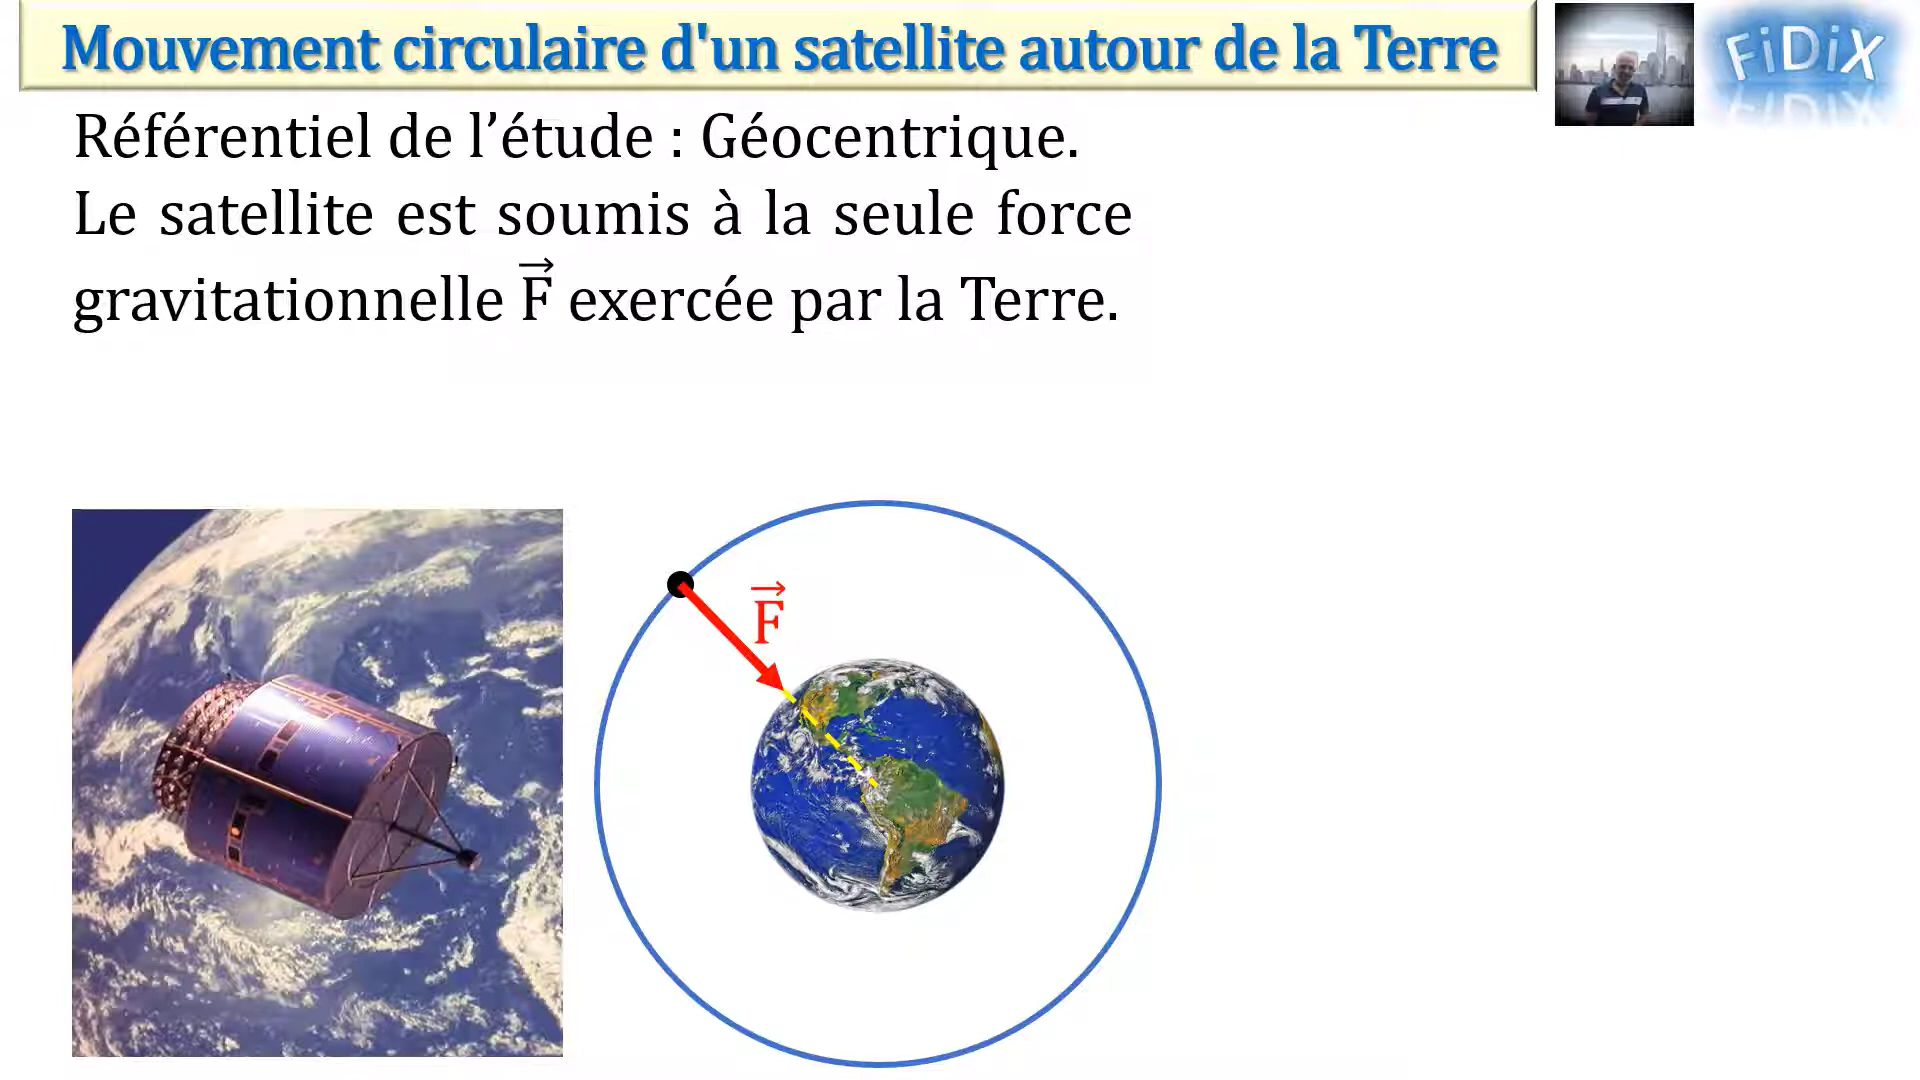 Mouvement circulaire d'un satellite autour de la Terre
FiDiX
Référentiel de l’étude : Géocentrique.
Le satellite est soumis à la seule force
gravitationnelle F⃗ exercée par la Terre.
F⃗